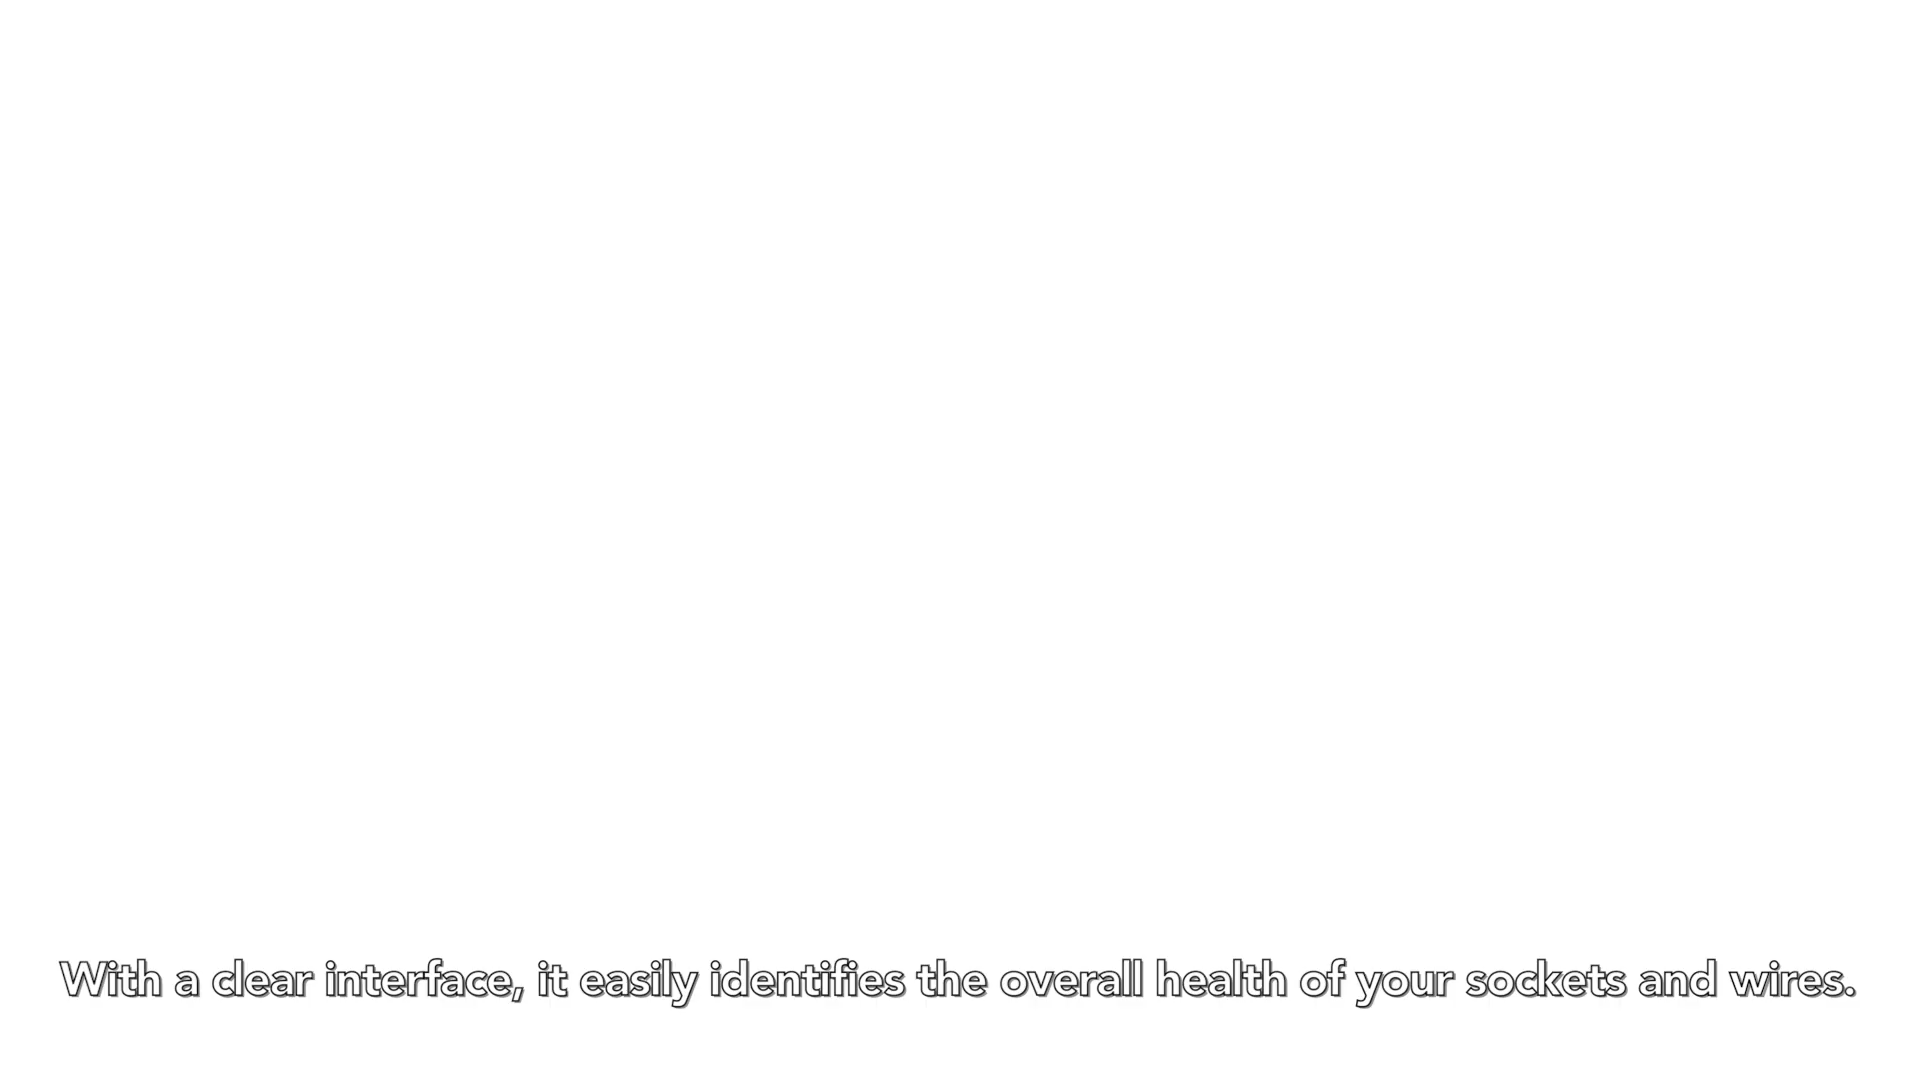 With a clear interface, it easily identifies the overall health of your sockets and wires.